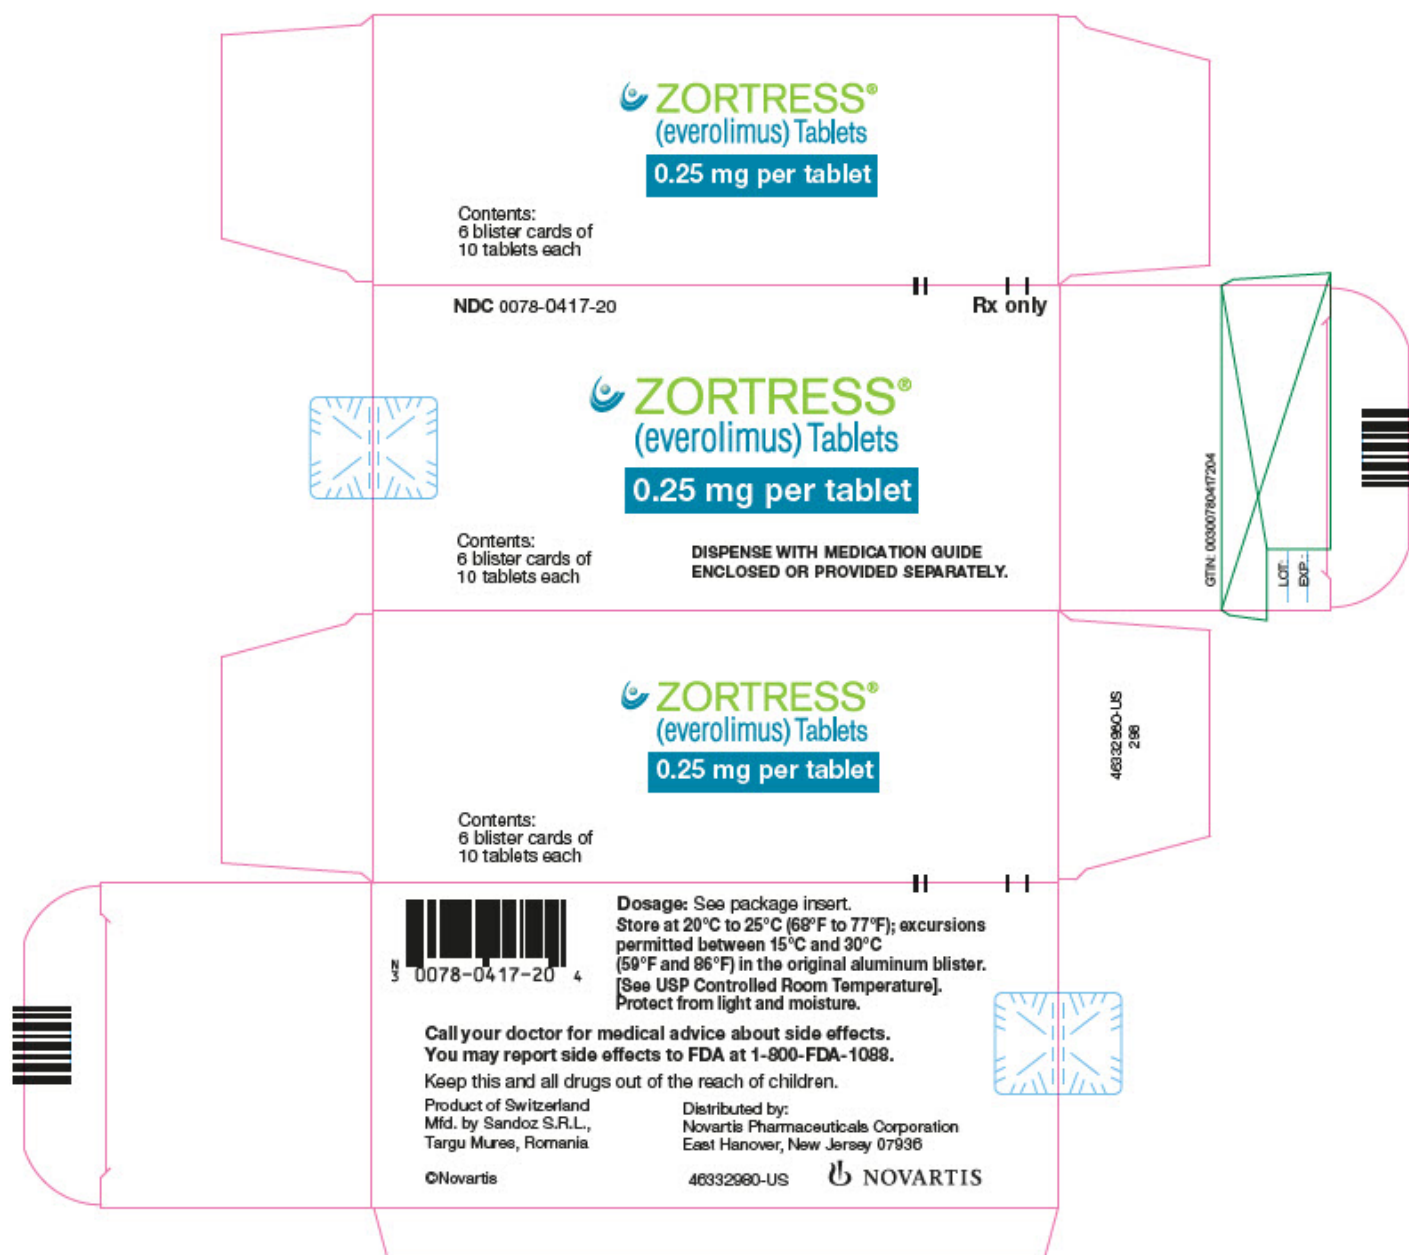 ZORTRESS®
(everolimus) Tablets
0.25 mg per tablet
Contents:
6 blister cards of
10 tablets each
NDC 0078-0417-20
Rx only
ZORTRESS®
(everolimus) Tablets
0.25 mg per tablet
Contents:
6 blister cards of
10 tablets each
DISPENSE WITH MEDICATION GUIDE
ENCLOSED OR PROVIDED SEPARATELY.
GTIN: 00300780417204
LOT:
EXP.:
ZORTRESS®
(everolimus) Tablets
0.25 mg per tablet
Contents:
6 blister cards of
10 tablets each
46332980-US
298
N
3 0078-0417-20 4
Dosage: See package insert.
Store at 20°C to 25°C (68°F to 77°F); excursions
permitted between 15°C and 30°C
(59°F and 86°F) in the original aluminum blister.
[See USP Controlled Room Temperature].
Protect from light and moisture.
Call your doctor for medical advice about side effects.
You may report side effects to FDA at 1-800-FDA-1088.
Keep this and all drugs out of the reach of children.
Product of Switzerland
Mfd. by Sandoz S.R.L.,
Targu Mures, Romania
Distributed by:
Novartis Pharmaceuticals Corporation
East Hanover, New Jersey 07936
©Novartis
46332980-US
NOVARTIS